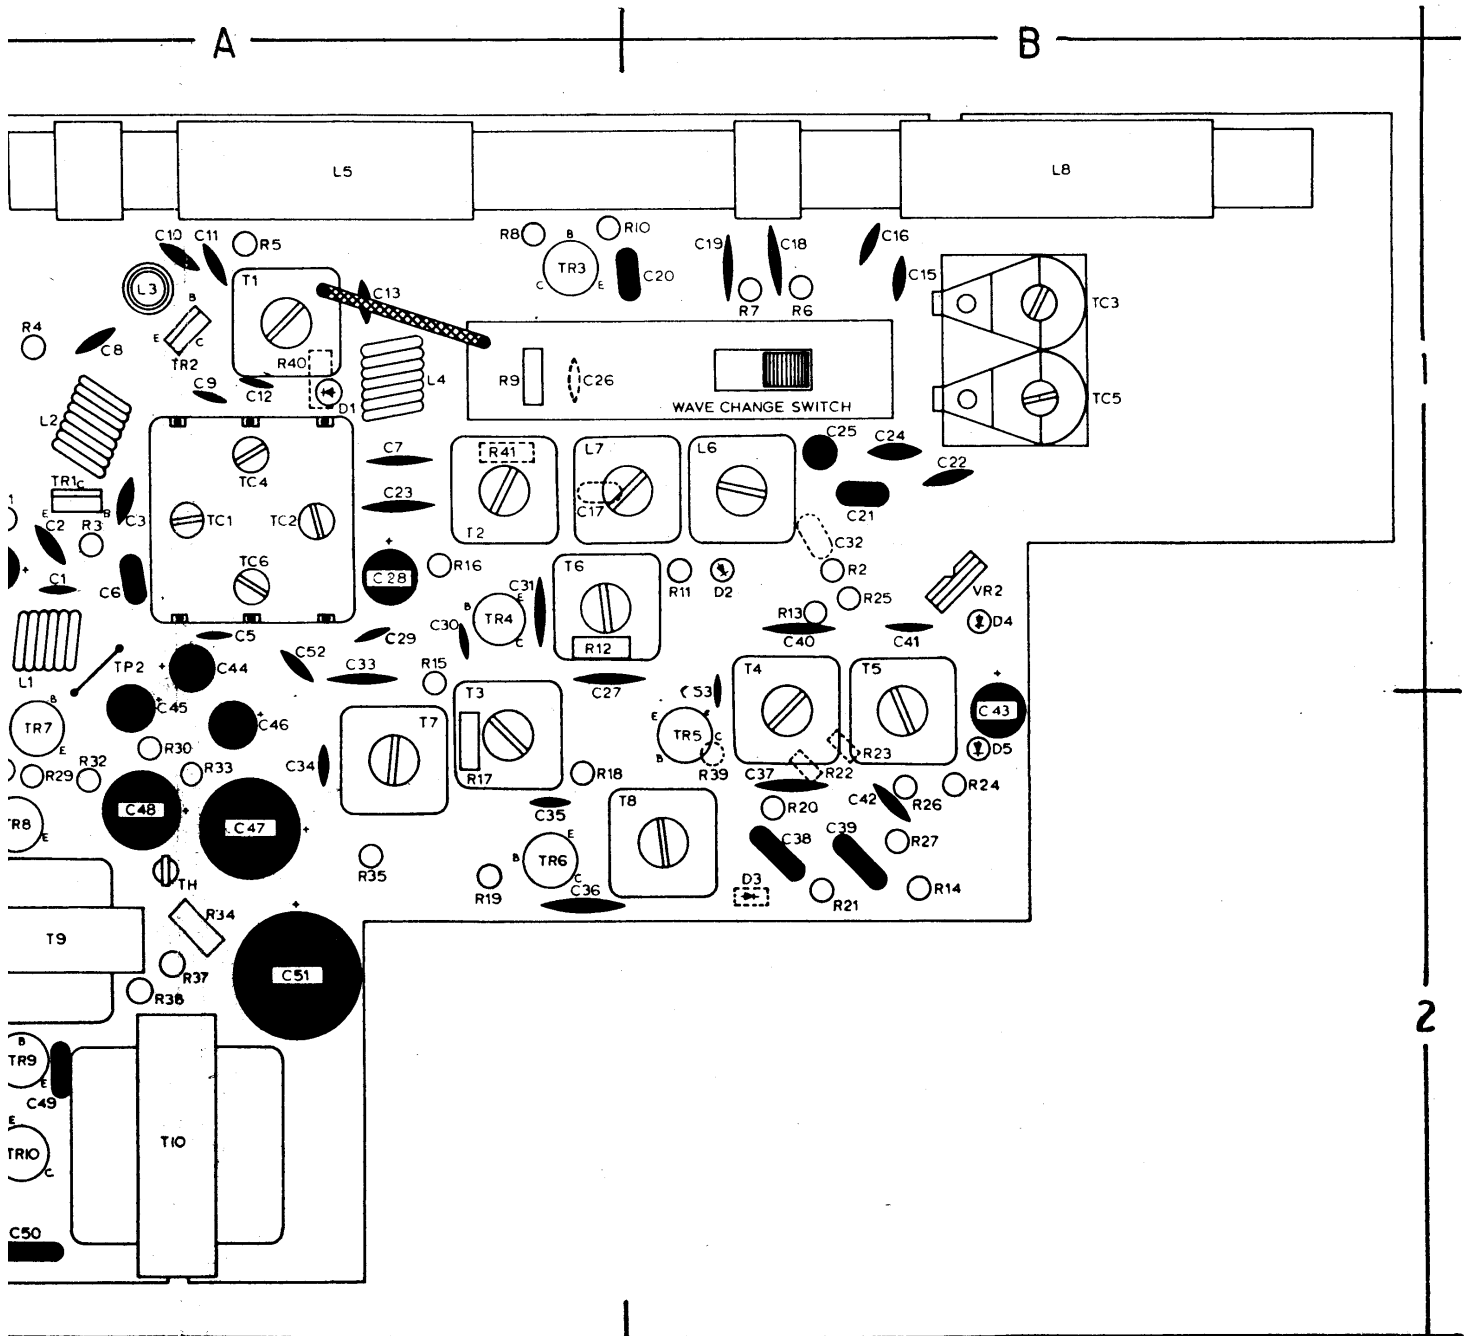 A B
L5 L8
C10 C11 R5 R8 B R10 C19 C18 C16
TR3 C20 C15
L3 T1 C13 C E R7 R6 TC3
R4 C8 B E C TR2
R40 L4 R9 C26
C9 C12 D1 WAVE CHANGE SWITCH TC5
L2 C7 R41 L7 L6 C25 C24
TC4 C22
TR1 C E B C3 C23 C17 C21
1 C2 R3 TC1 TC2 T2 C32
+ C1 C6 TC6 + C28 R16 C31 T6 R11 D2 R2 VR2
B TR4 E C R25
C5 C29 C30 R12 R13 C40 C41 D4
L1 TP2 + C44 C52 C33 R15 C27 T4 T5 +
B TR7 E + C45 + C46 T7 T3 C53 C43
E TR5 C B R39 R23 D5
R30 R22
R29 R32 R33 C34 R17 R18 C37 R24
C48 + C47 + C35 T8 R20 C42 R26
TR8 E C38 C39 R27
TH R35 B TR6 E C R19 D3 R14
C36 R21
R34 +
T9 C51
R37
R38
2
B
TR9
E
C49
E
TR10 T10
C
C50